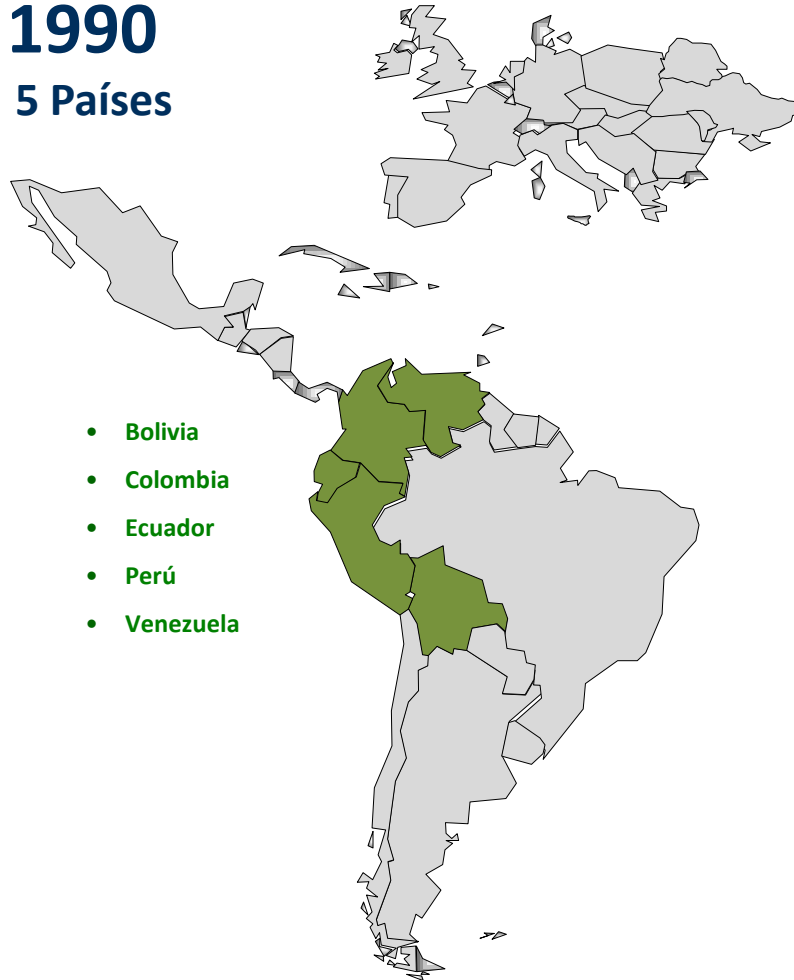 1990
5 Países
• Bolivia
• Colombia
• Ecuador
• Perú
• Venezuela